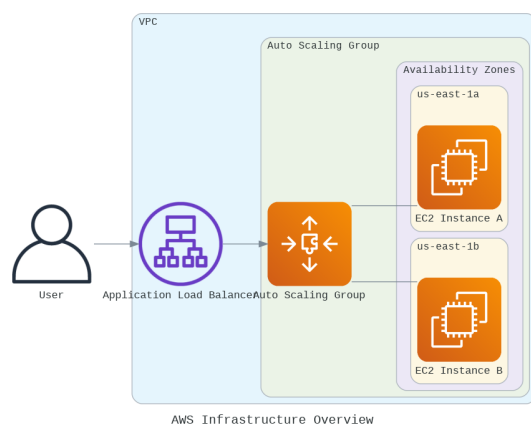 VPC
Auto Scaling Group
Availability Zones
us-east-1a
EC2 Instance A
us-east-1b
User
Application Load Balancer
Auto Scaling Group
EC2 Instance B
AWS Infrastructure Overview